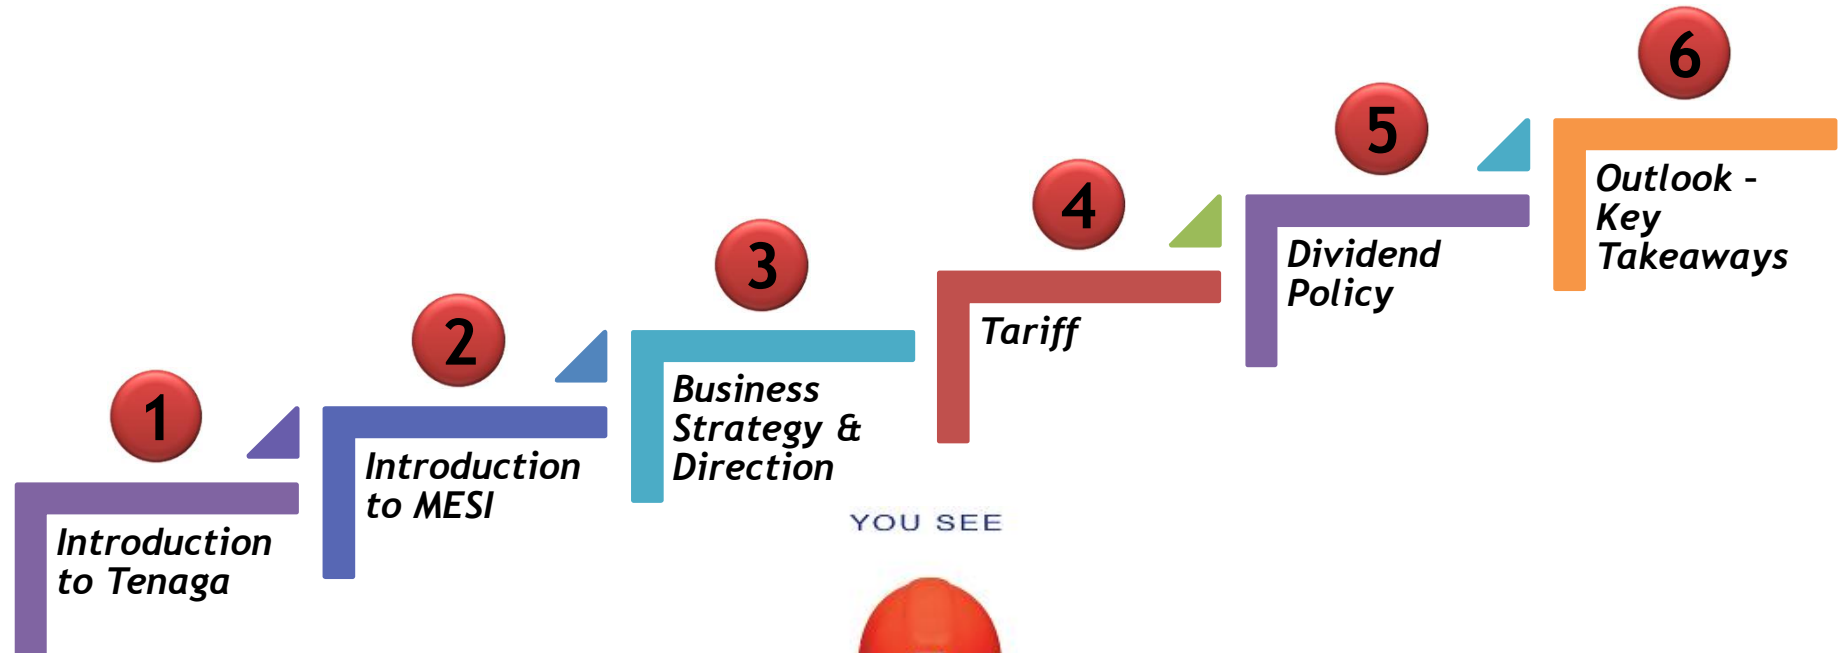 1
Introduction
to Tenaga
2
Introduction
to MESI
3
Business
Strategy &
Direction
4
Tariff
5
Dividend
Policy
6
Outlook –
Key
Takeaways
YOU SEE